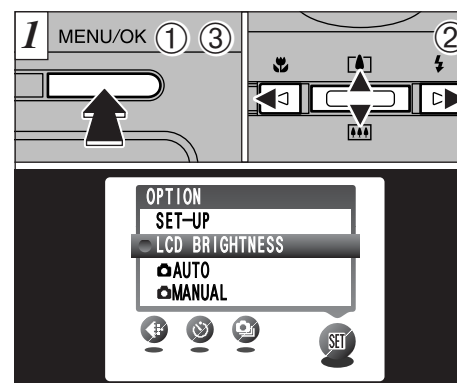 1 MENU/OK ① ③
②
OPTION
SET-UP
LCD BRIGHTNESS
AUTO
MANUAL
SET